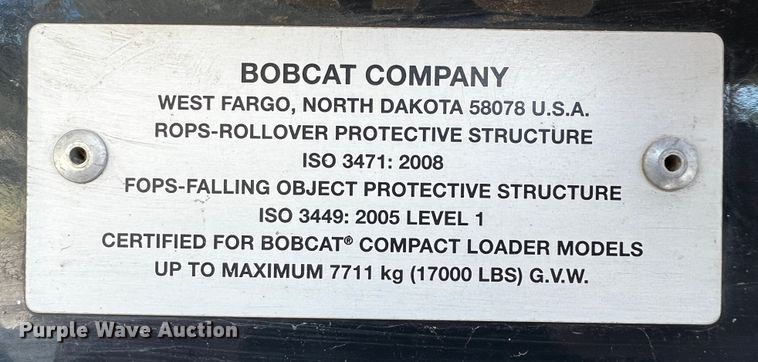 BOBCAT COMPANY
WEST FARGO, NORTH DAKOTA 58078 U.S.A.
ROPS-ROLLOVER PROTECTIVE STRUCTURE
ISO 3471: 2008
FOPS-FALLING OBJECT PROTECTIVE STRUCTURE
ISO 3449: 2005 LEVEL 1
CERTIFIED FOR BOBCAT® COMPACT LOADER MODELS
UP TO MAXIMUM 7711 kg (17000 LBS) G.V.W.
Purple Wave Auction